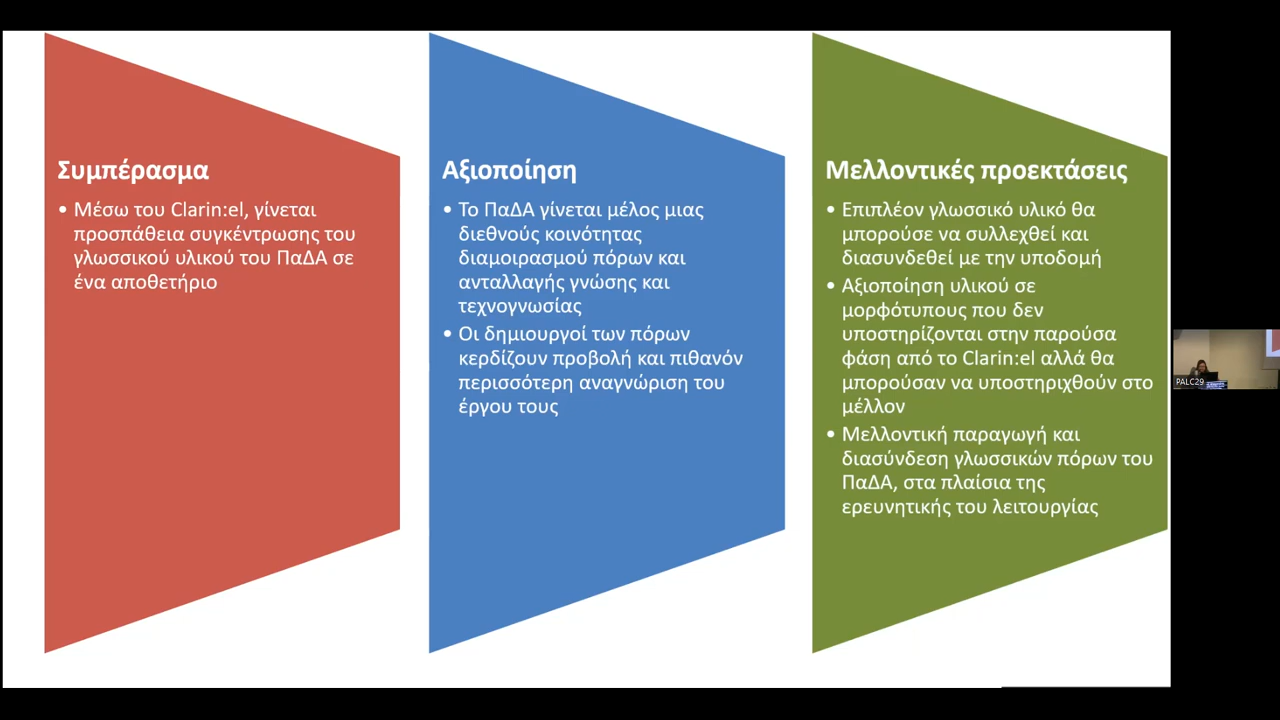 Συμπέρασμα
• Μέσω του Clarin:el, γίνεται
προσπάθεια συγκέντρωσης του
γλωσσικού υλικού του ΠαΔΑ σε
ένα αποθετήριο
Αξιοποίηση
• Το ΠαΔΑ γίνεται μέλος μιας
διεθνούς κοινότητας
διαμοιρασμού πόρων και
ανταλλαγής γνώσης και
τεχνογνωσίας
• Οι δημιουργοί των πόρων
κερδίζουν προβολή και πιθανόν
περισσότερη αναγνώριση του
έργου τους
Μελλοντικές προεκτάσεις
• Επιπλέον γλωσσικό υλικό θα
μπορούσε να συλλεχθεί και
διασυνδεθεί με την υποδομή
• Αξιοποίηση υλικού σε
μορφότυπους που δεν
υποστηρίζονται στην παρούσα
φάση από το Clarin:el αλλά θα
μπορούσαν να υποστηριχθούν στο
μέλλον
• Μελλοντική παραγωγή και
διασύνδεση γλωσσικών πόρων του
ΠαΔΑ, στα πλαίσια της
ερευνητικής του λειτουργίας
PALC29